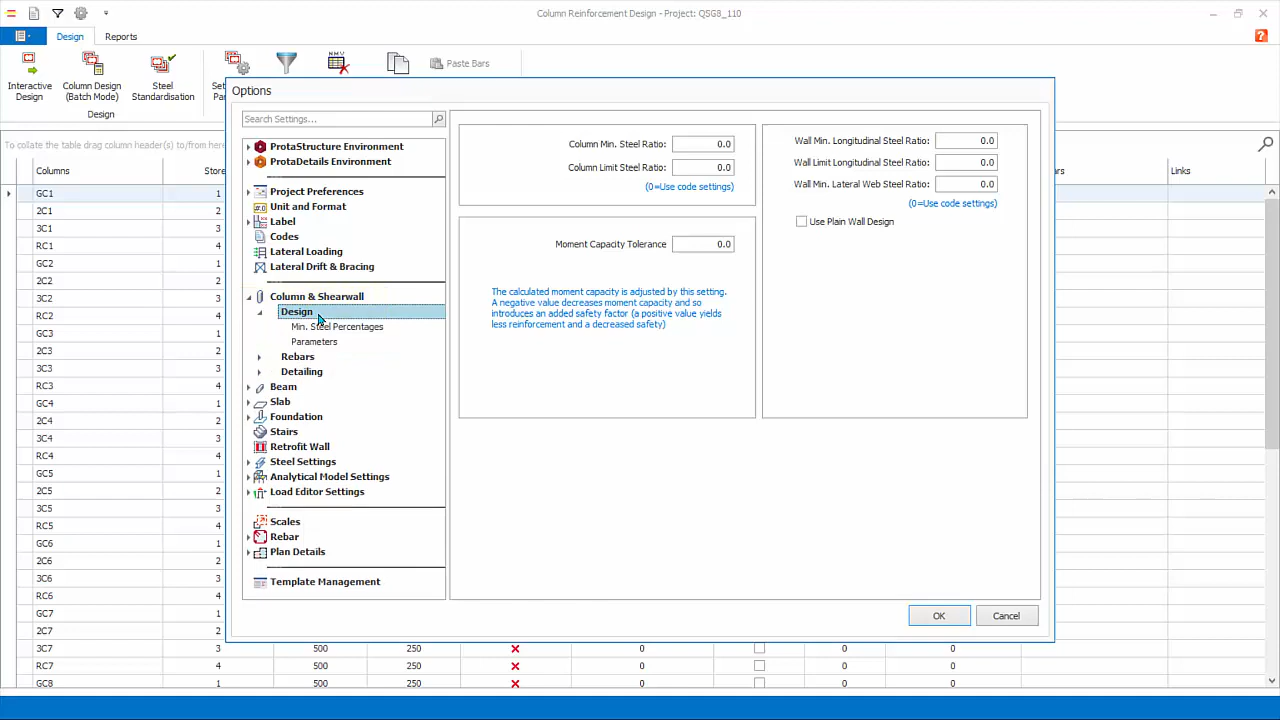 Column Reinforcement Design - Project: QSG8_110
Design Reports
Interactive Design
Column Design (Batch Mode)
Steel Standardisation
Paste Bars
Design
Options
To collate the table drag column header(s) to/from here
Columns Store
Links
GC1 1
2C1 2
3C1 3
RC1 4
GC2 1
2C2 2
3C2 3
RC2 4
GC3 1
2C3 2
3C3 3
RC3 4
GC4 1
2C4 2
3C4 3
RC4 4
GC5 1
2C5 2
3C5 3
RC5 4
GC6 1
2C6 2
3C6 3
RC6 4
GC7 1
2C7 2
3C7 3 500 250 0 0 0
RC7 4 500 250 0 0 0
GC8 1 500 250 0 0 0
Search Settings...
ProtaStructure Environment
ProtaDetails Environment
Project Preferences
Unit and Format
Label
Codes
Lateral Loading
Lateral Drift & Bracing
Column & Shearwall
Design
Min. Steel Percentages
Parameters
Rebars
Detailing
Beam
Slab
Foundation
Stairs
Retrofit Wall
Steel Settings
Analytical Model Settings
Load Editor Settings
Scales
Rebar
Plan Details
Template Management
Column Min. Steel Ratio: 0.0
Column Limit Steel Ratio: 0.0
(0=Use code settings)
Moment Capacity Tolerance 0.0
The calculated moment capacity is adjusted by this setting.
A negative value decreases moment capacity and so
introduces an added safety factor (a positive value yields
less reinforcement and a decreased safety)
Wall Min. Longitudinal Steel Ratio: 0.0
Wall Limit Longitudinal Steel Ratio: 0.0
Wall Min. Lateral Web Steel Ratio: 0.0
(0=Use code settings)
Use Plain Wall Design
OK Cancel